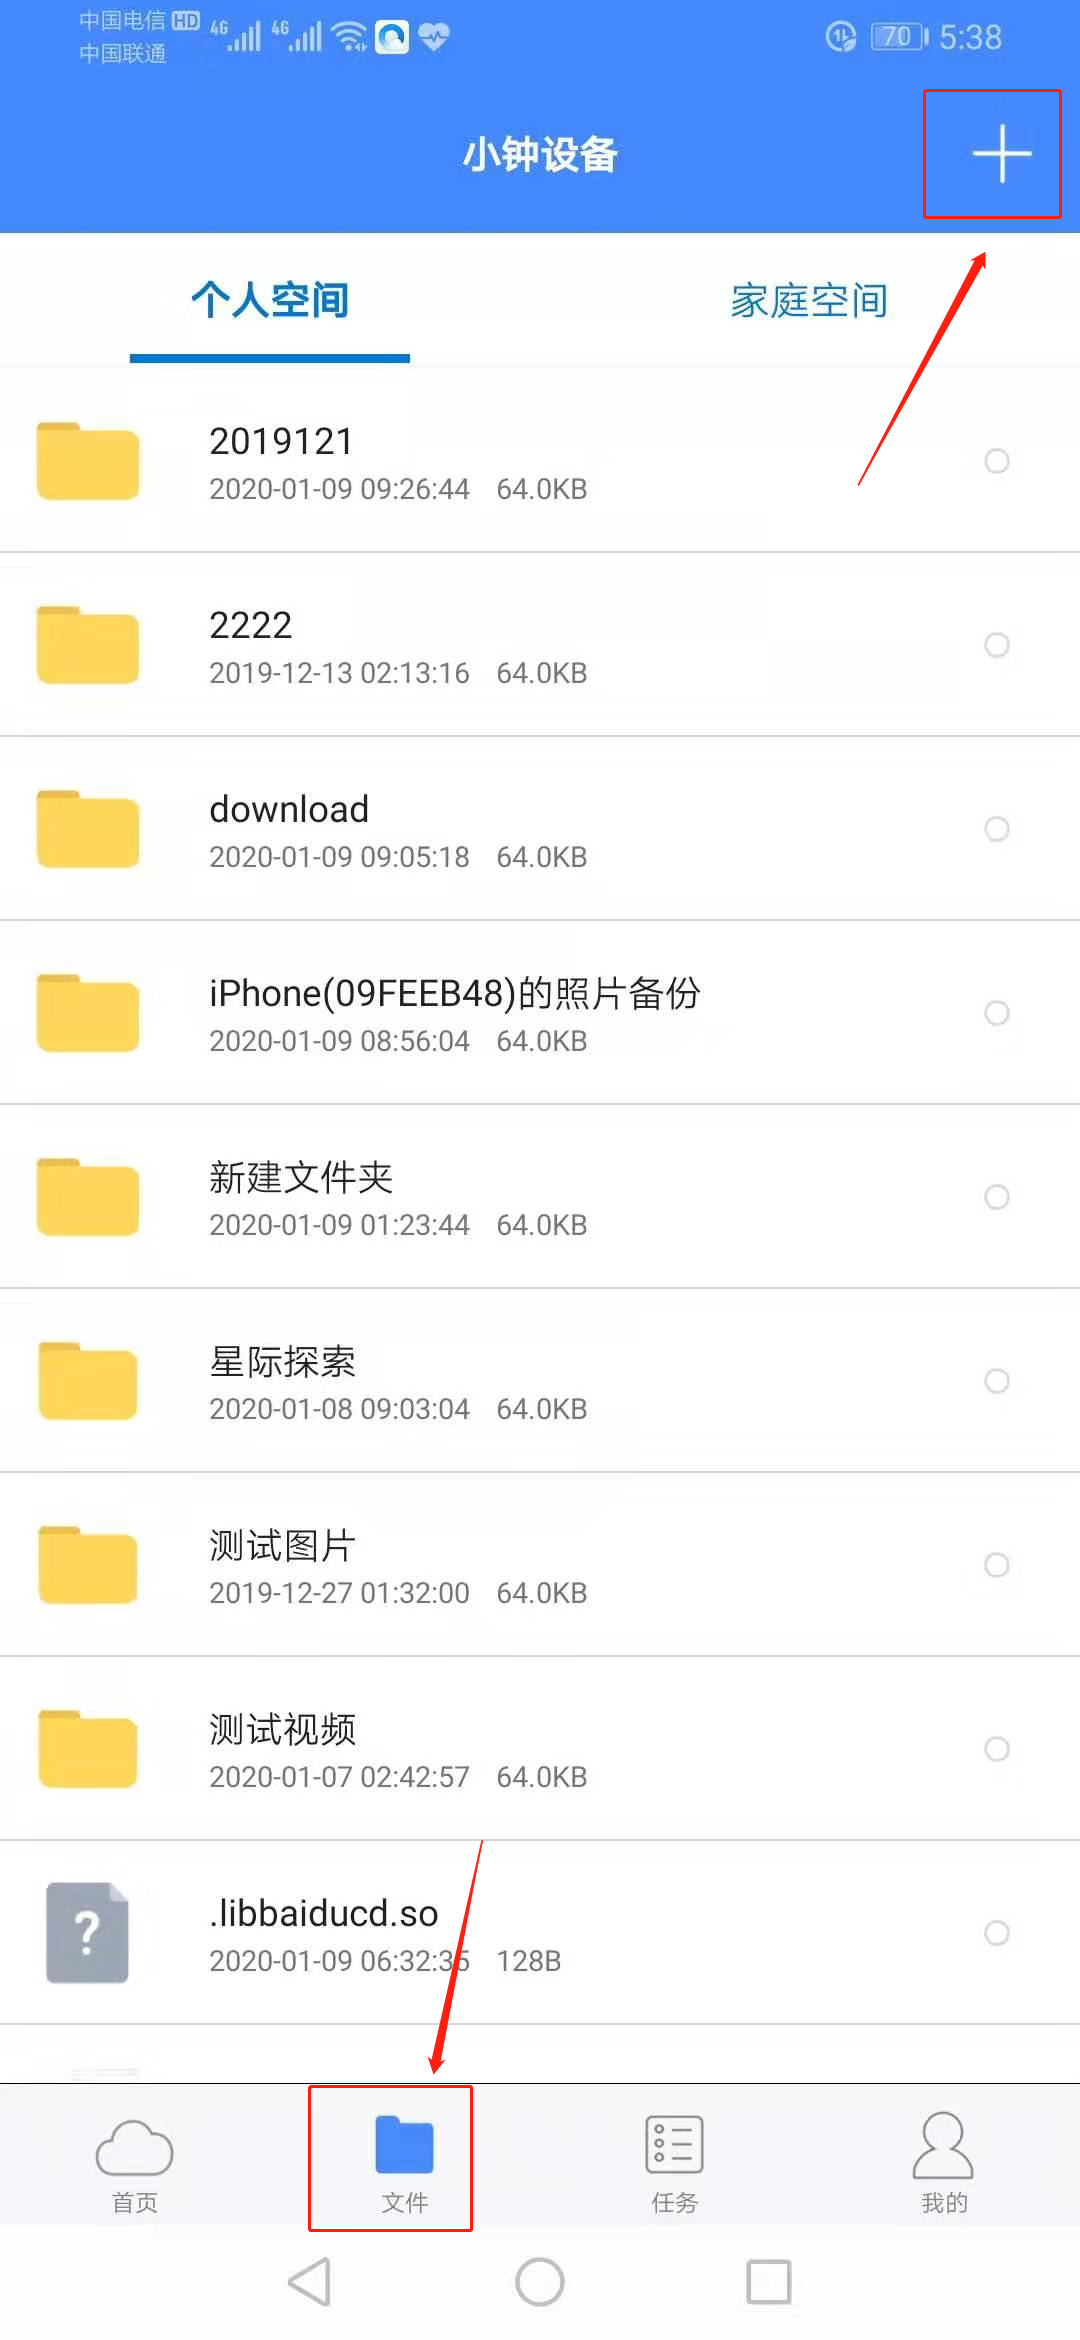 中国电信 HD 4G 4G
中国联通
70 5:38
小钟设备
个人空间 家庭空间
2019121
2020-01-09 09:26:44 64.0KB
2222
2019-12-13 02:13:16 64.0KB
download
2020-01-09 09:05:18 64.0KB
iPhone(09FEEB48)的照片备份
2020-01-09 08:56:04 64.0KB
新建文件夹
2020-01-09 01:23:44 64.0KB
星际探索
2020-01-08 09:03:04 64.0KB
测试图片
2019-12-27 01:32:00 64.0KB
测试视频
2020-01-07 02:42:57 64.0KB
.libbaiducd.so
2020-01-09 06:32:35 128B
首页 文件 任务 我的